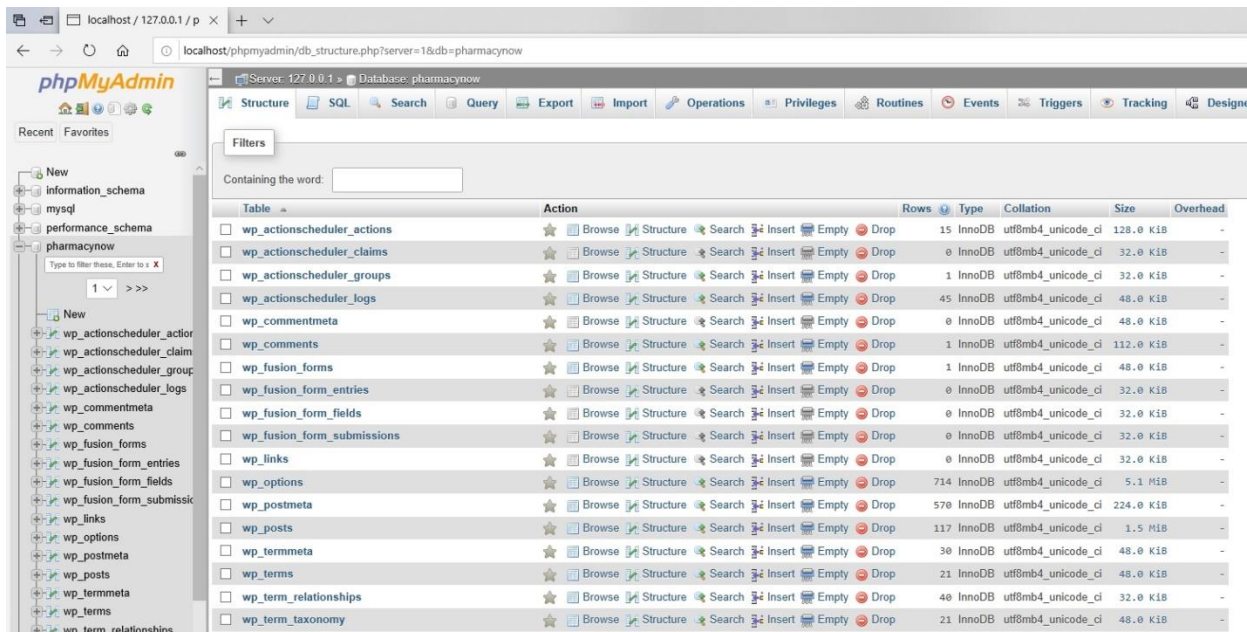 localhost / 127.0.0.1 / p
localhost/phpmyadmin/db_structure.php?server=1&db=pharmacynow
phpMyAdmin
Recent Favorites
New
information_schema
mysql
performance_schema
pharmacynow
Type to filter these, Enter to s X
1 > >>
New
wp_actionscheduler_action
wp_actionscheduler_claim
wp_actionscheduler_group
wp_actionscheduler_logs
wp_commentmeta
wp_comments
wp_fusion_forms
wp_fusion_form_entries
wp_fusion_form_fields
wp_fusion_form_submissic
wp_links
wp_options
wp_postmeta
wp_posts
wp_termmeta
wp_terms
wp_term_relationships
Server: 127.0.0.1 » Database: pharmacynow
Structure SQL Search Query Export Import Operations Privileges Routines Events Triggers Tracking Designe
Filters
Containing the word:
Table Action Rows Type Collation Size Overhead
wp_actionscheduler_actions Browse Structure Search Insert Empty Drop 15 InnoDB utf8mb4_unicode_ci 128.0 KiB -
wp_actionscheduler_claims Browse Structure Search Insert Empty Drop 0 InnoDB utf8mb4_unicode_ci 32.0 KiB -
wp_actionscheduler_groups Browse Structure Search Insert Empty Drop 1 InnoDB utf8mb4_unicode_ci 32.0 KiB -
wp_actionscheduler_logs Browse Structure Search Insert Empty Drop 45 InnoDB utf8mb4_unicode_ci 48.0 KiB -
wp_commentmeta Browse Structure Search Insert Empty Drop 0 InnoDB utf8mb4_unicode_ci 48.0 KiB -
wp_comments Browse Structure Search Insert Empty Drop 1 InnoDB utf8mb4_unicode_ci 112.0 KiB -
wp_fusion_forms Browse Structure Search Insert Empty Drop 1 InnoDB utf8mb4_unicode_ci 48.0 KiB -
wp_fusion_form_entries Browse Structure Search Insert Empty Drop 0 InnoDB utf8mb4_unicode_ci 32.0 KiB -
wp_fusion_form_fields Browse Structure Search Insert Empty Drop 0 InnoDB utf8mb4_unicode_ci 32.0 KiB -
wp_fusion_form_submissions Browse Structure Search Insert Empty Drop 0 InnoDB utf8mb4_unicode_ci 32.0 KiB -
wp_links Browse Structure Search Insert Empty Drop 0 InnoDB utf8mb4_unicode_ci 32.0 KiB -
wp_options Browse Structure Search Insert Empty Drop 714 InnoDB utf8mb4_unicode_ci 5.1 MiB -
wp_postmeta Browse Structure Search Insert Empty Drop 570 InnoDB utf8mb4_unicode_ci 224.0 KiB -
wp_posts Browse Structure Search Insert Empty Drop 117 InnoDB utf8mb4_unicode_ci 1.5 MiB -
wp_termmeta Browse Structure Search Insert Empty Drop 30 InnoDB utf8mb4_unicode_ci 48.0 KiB -
wp_terms Browse Structure Search Insert Empty Drop 21 InnoDB utf8mb4_unicode_ci 48.0 KiB -
wp_term_relationships Browse Structure Search Insert Empty Drop 40 InnoDB utf8mb4_unicode_ci 32.0 KiB -
wp_term_taxonomy Browse Structure Search Insert Empty Drop 21 InnoDB utf8mb4_unicode_ci 48.0 KiB -